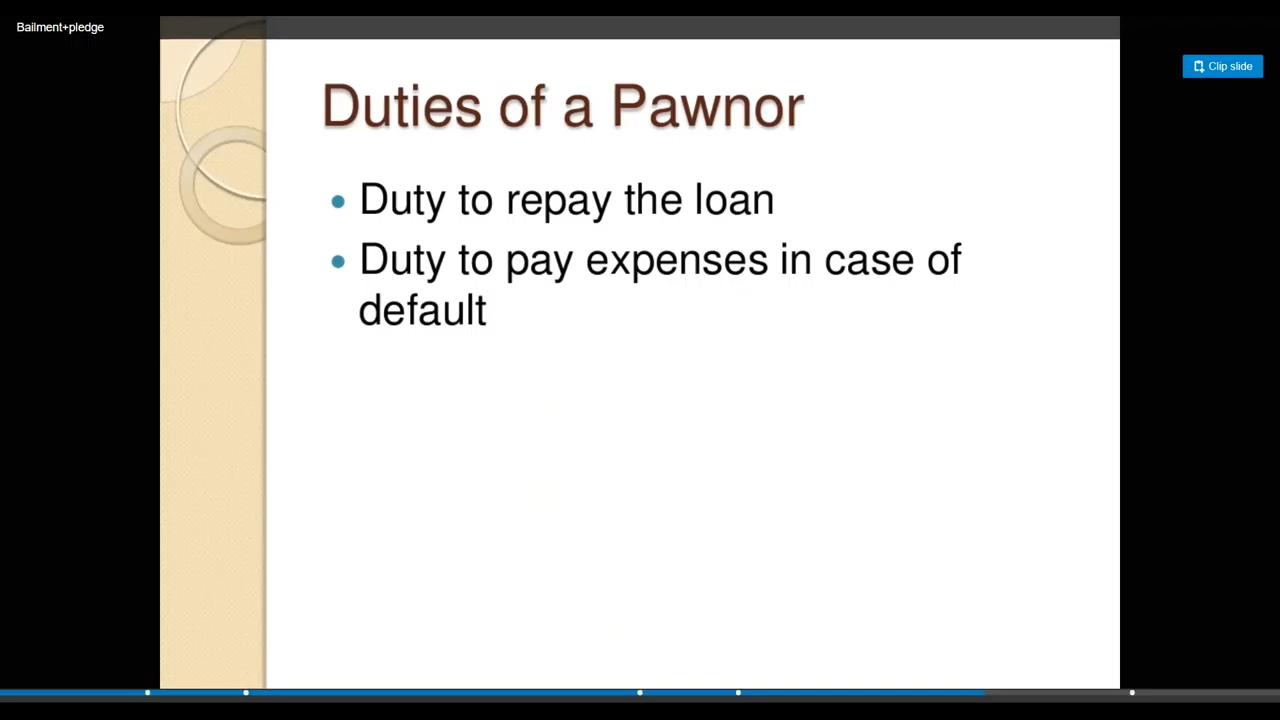 Bailment+pledge
Clip slide
Duties of a Pawnor
• Duty to repay the loan
• Duty to pay expenses in case of
default